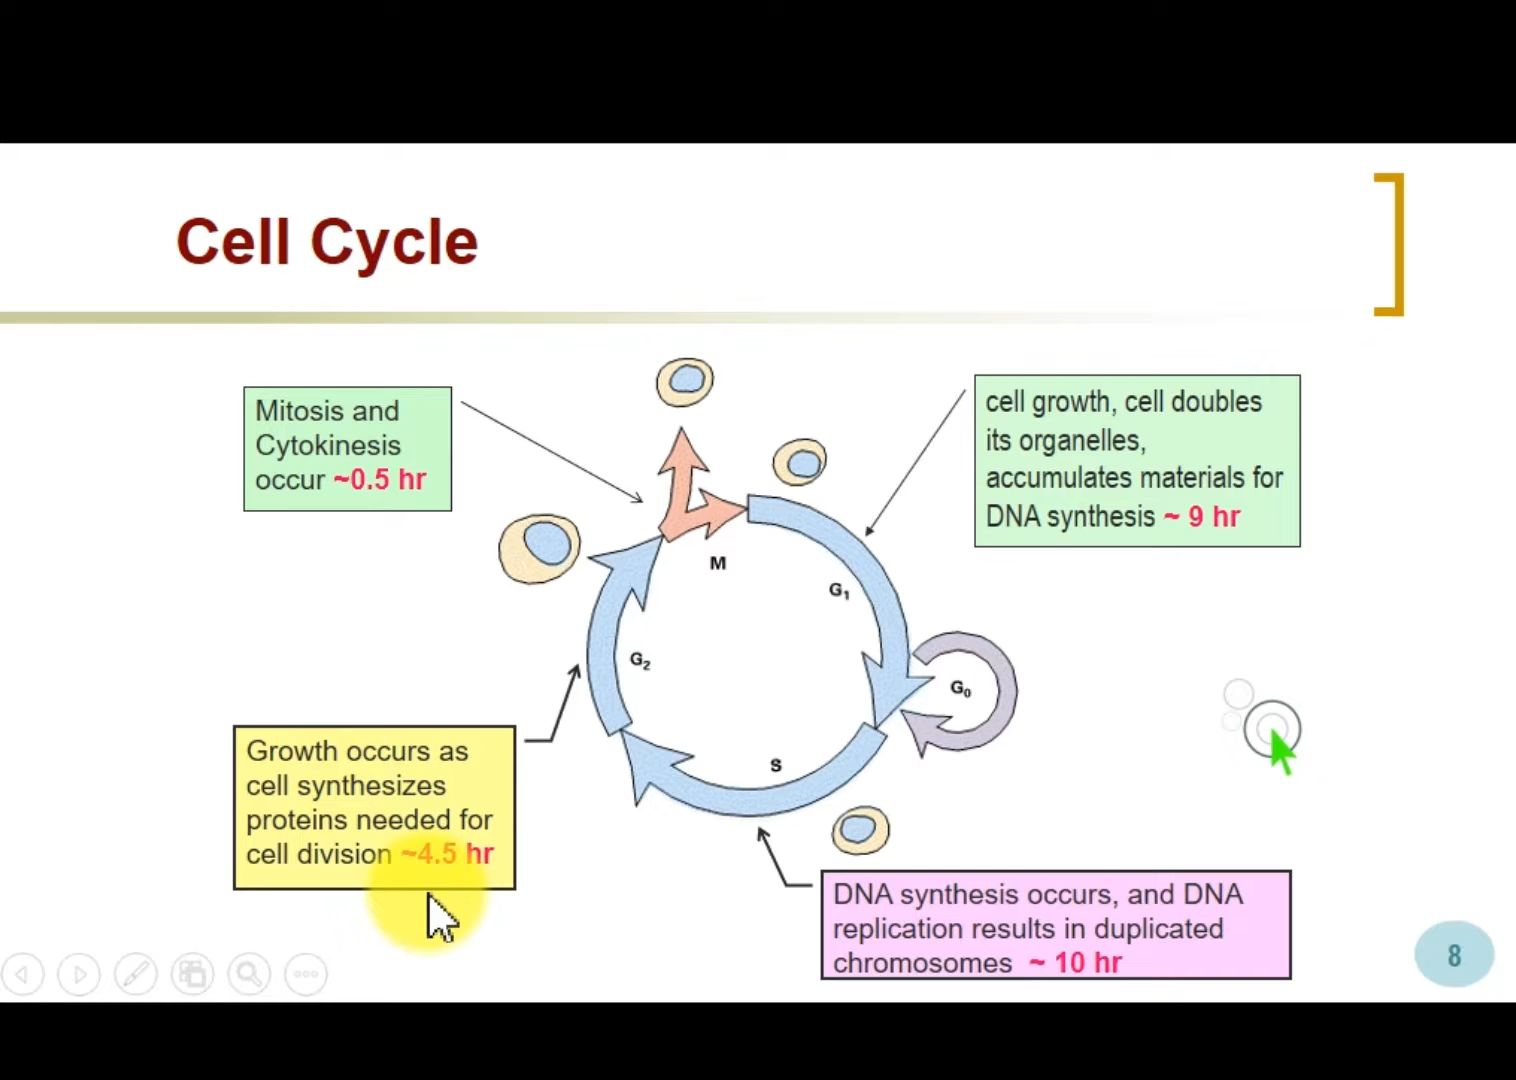 Cell Cycle
Mitosis and
Cytokinesis
occur ~0.5 hr
cell growth, cell doubles
its organelles,
accumulates materials for
DNA synthesis ~ 9 hr
M
G₁
G₂
G₀
S
Growth occurs as
cell synthesizes
proteins needed for
cell division ~4.5 hr
DNA synthesis occurs, and DNA
replication results in duplicated
chromosomes ~ 10 hr
8